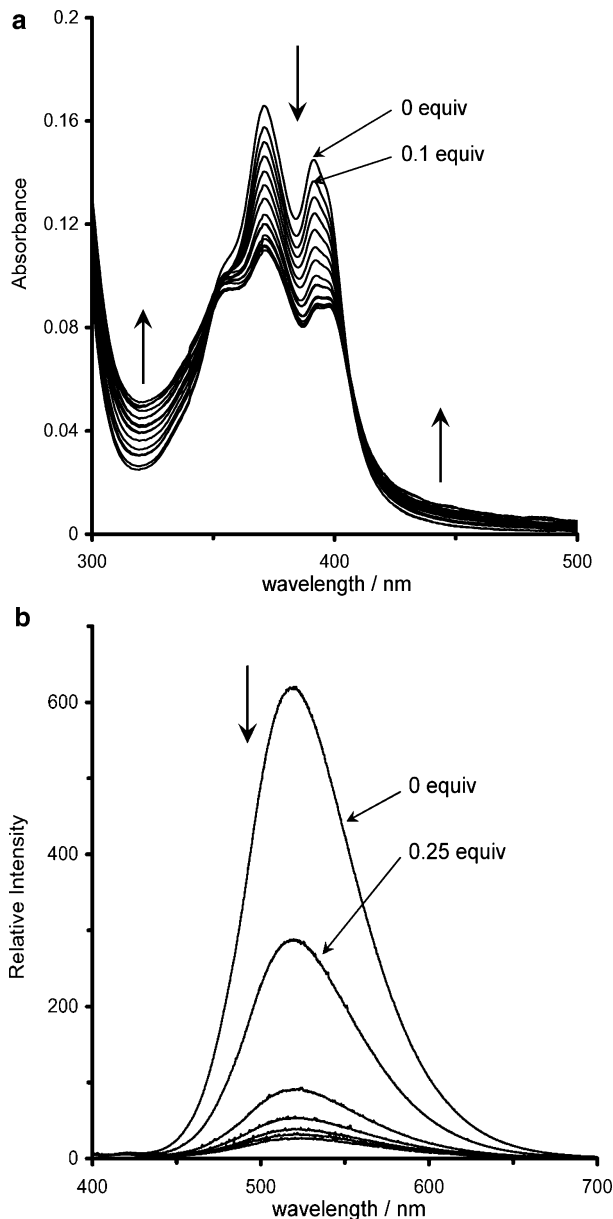 a
0.2
0.16
0.12
0.08
0.04
0
Absorbance
0 equiv
0.1 equiv
300
400
500
wavelength / nm
b
600
400
200
0
Relative Intensity
0 equiv
0.25 equiv
400
500
600
700
wavelength / nm